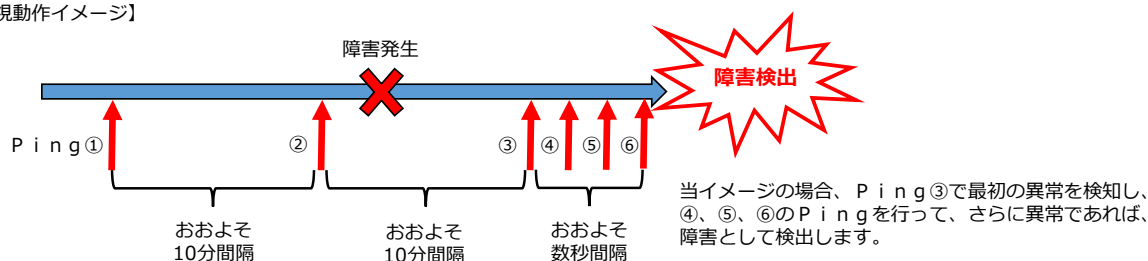 視動作イメージ】
障害発生
障害検出
Ｐｉｎｇ① ② ③ ④ ⑤ ⑥
おおよそ
10分間隔
おおよそ
10分間隔
おおよそ
数秒間隔
当イメージの場合、Ｐｉｎｇ③で最初の異常を検知し、
④、⑤、⑥のＰｉｎｇを行って、さらに異常であれば、
障害として検出します。